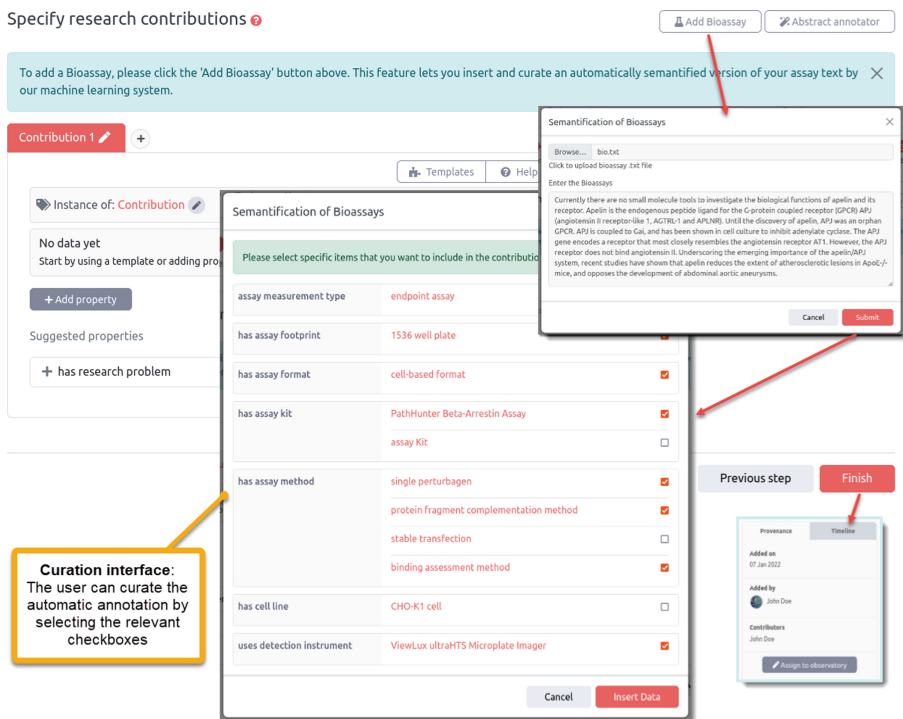 Specify research contributions
Add Bioassay
Abstract annotator
To add a Bioassay, please click the 'Add Bioassay' button above. This feature lets you insert and curate an automatically semantified version of your assay text by
our machine learning system.
Contribution 1
Templates
Help
Instance of: Contribution
No data yet
Start by using a template or adding
+ Add property
Suggested properties
+ has research problem
Semantification of Bioassays
Browse... bio.txt
Click to upload bioassay .txt file
Enter the Bioassays
Currently there are no small molecule tools to investigate the biological functions of apelin and its
receptor. Apelin is the endogenous peptide ligand for the G-protein coupled receptor (GPCR) APJ
(angiotensin II receptor-like 1, AGTRL-1 and APLNR). Until the discovery of apelin, APJ was an orphan
GPCR. APJ is coupled to Gai, and has been shown in cell culture to inhibit adenylate cyclase. The APJ
gene encodes a receptor that most closely resembles the angiotensin receptor AT1. However, the APJ
receptor does not bind angiotensin II. Underscoring the emerging importance of the apelin/APJ
system, recent studies have shown that apelin reduces the extent of atherosclerotic lesions in ApoE-/-
mice, and opposes the development of abdominal aortic aneurysms.
Cancel
Submit
Semantification of Bioassays
Please select specific items that you want to include in the
assay measurement type
endpoint assay
has assay footprint
1536 well plate
has assay format
cell-based format
has assay kit
PathHunter Beta-Arrestin Assay
assay Kit
has assay method
single perturbagen
protein fragment complementation method
stable transfection
binding assessment method
has cell line
CHO-K1 cell
uses detection instrument
ViewLux ultraHTS Microplate Imager
Cancel
Insert Data
Curation interface:
The user can curate the
automatic annotation by
selecting the relevant
checkboxes
Previous step
Finish
Provenance
Timeline
Added on
07 Jan 2022
Added by
John Doe
Contributors
John Doe
Assign to observatory